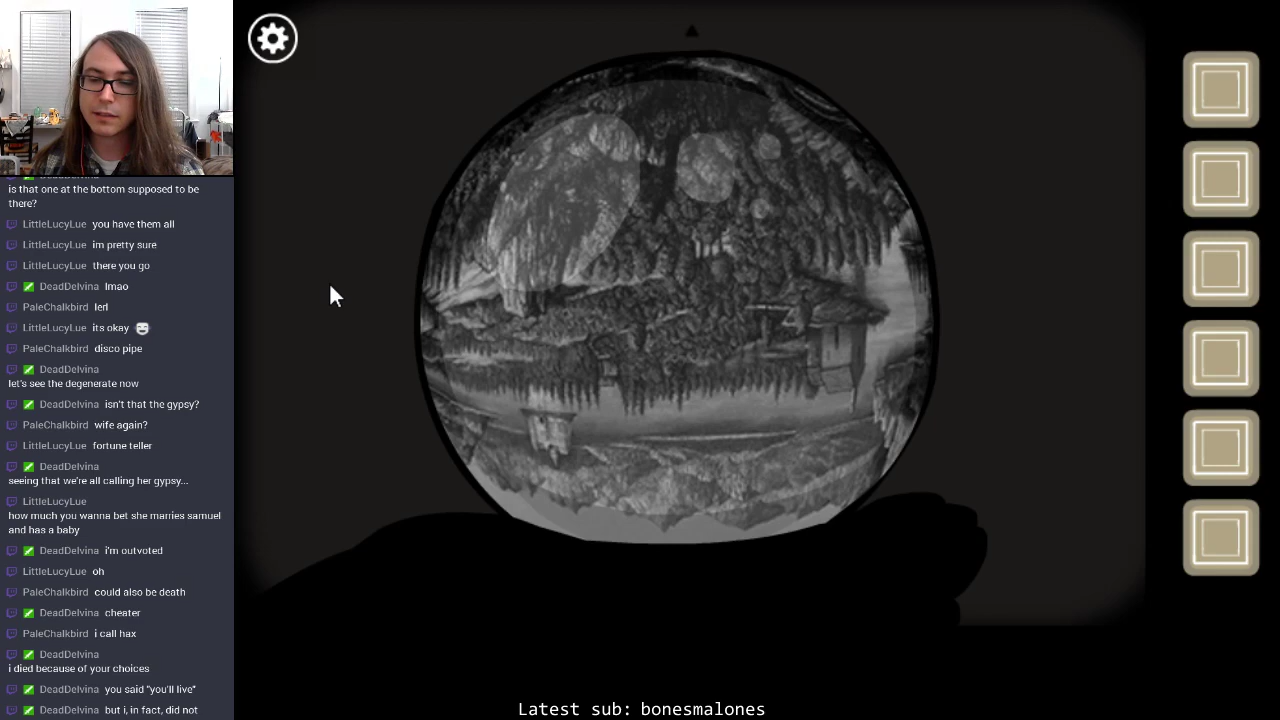 is that one at the bottom supposed to be
there?
LittleLucyLue you have them all
LittleLucyLue im pretty sure
LittleLucyLue there you go
DeadDelvina lmao
PaleChalkbird lerl
LittleLucyLue its okay
PaleChalkbird disco pipe
DeadDelvina
let's see the degenerate now
DeadDelvina isn't that the gypsy?
PaleChalkbird wife again?
LittleLucyLue fortune teller
DeadDelvina
seeing that we're all calling her gypsy...
LittleLucyLue
how much you wanna bet she marries samuel
and has a baby
DeadDelvina i'm outvoted
LittleLucyLue oh
PaleChalkbird could also be death
DeadDelvina cheater
PaleChalkbird i call hax
DeadDelvina
i died because of your choices
DeadDelvina you said "you'll live"
DeadDelvina but i, in fact, did not
Latest sub: bonesmalones